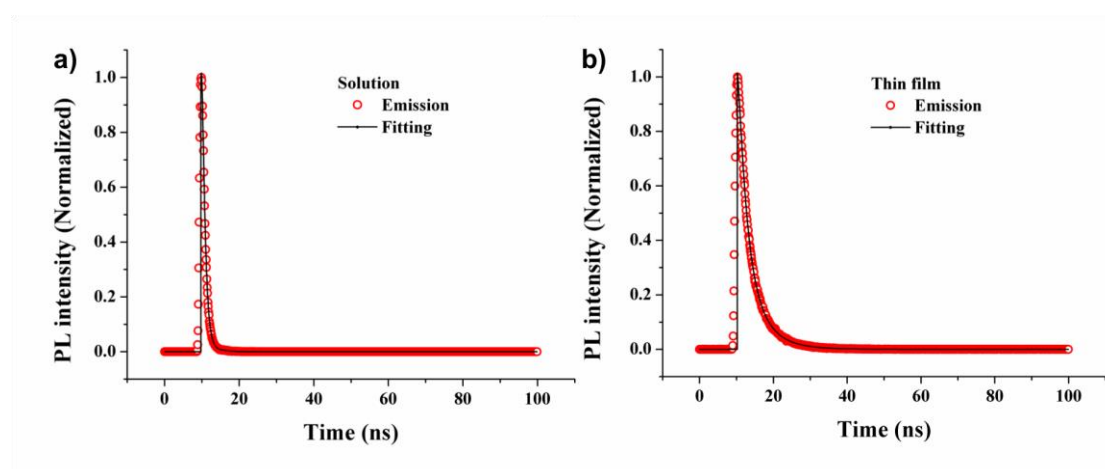 a)
Solution
Emission
Fitting
1.0
0.8
0.6
0.4
0.2
0.0
PL intensity (Normalized)
0 20 40 60 80 100
Time (ns)
b)
Thin film
Emission
Fitting
1.0
0.8
0.6
0.4
0.2
0.0
PL intensity (Normalized)
0 20 40 60 80 100
Time (ns)